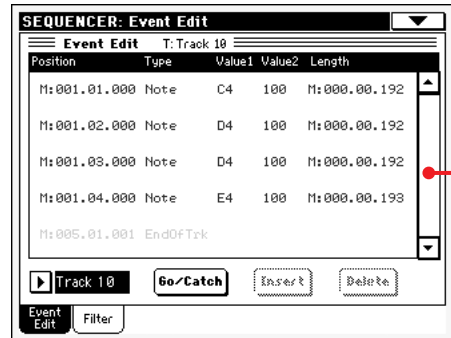 SEQUENCER: Event Edit
Event Edit T: Track 10
Position Type Value1 Value2 Length
M:001.01.000 Note C4 100 M:000.00.192
M:001.02.000 Note D4 100 M:000.00.192
M:001.03.000 Note D4 100 M:000.00.192
M:001.04.000 Note E4 100 M:000.00.193
M:005.01.001 EndOfTrk
Track 10 Go/Catch Insert Delete
Event Edit Filter